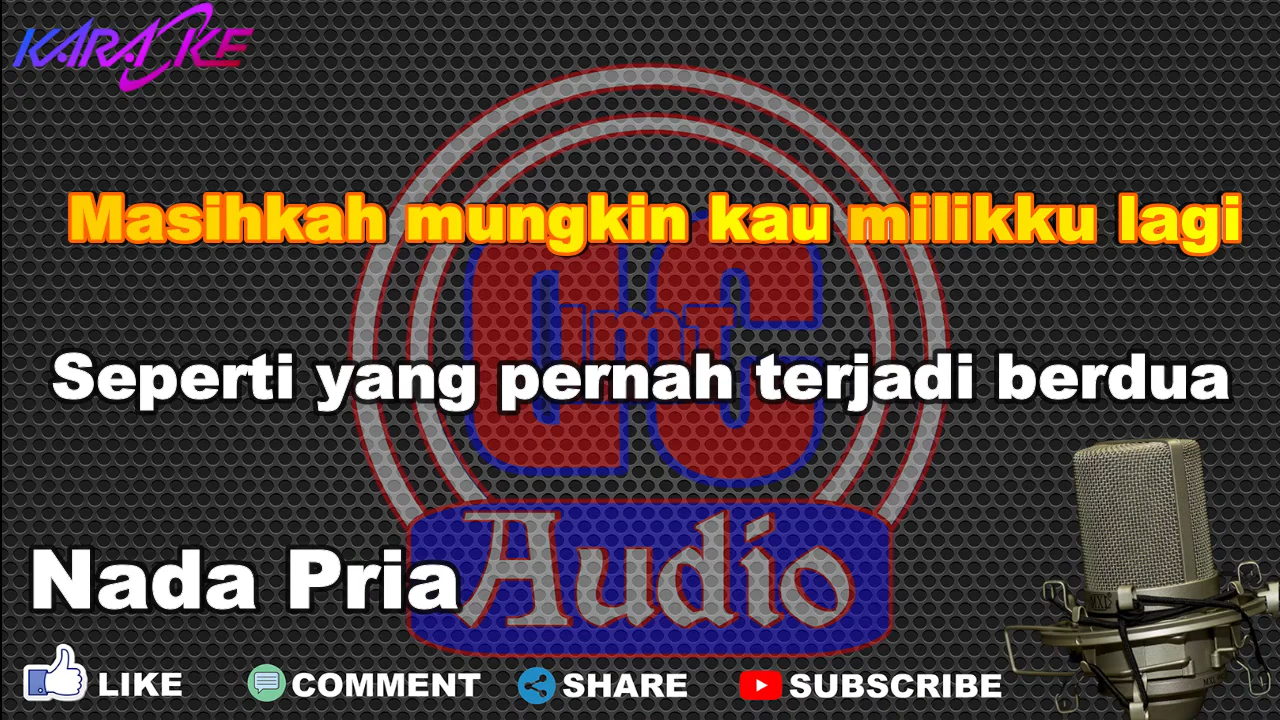 KARAOKE
Masihkah mungkin kau milikku lagi
Seperti yang pernah terjadi berdua
Audio
Nada Pria
LIKE
COMMENT
SHARE
SUBSCRIBE